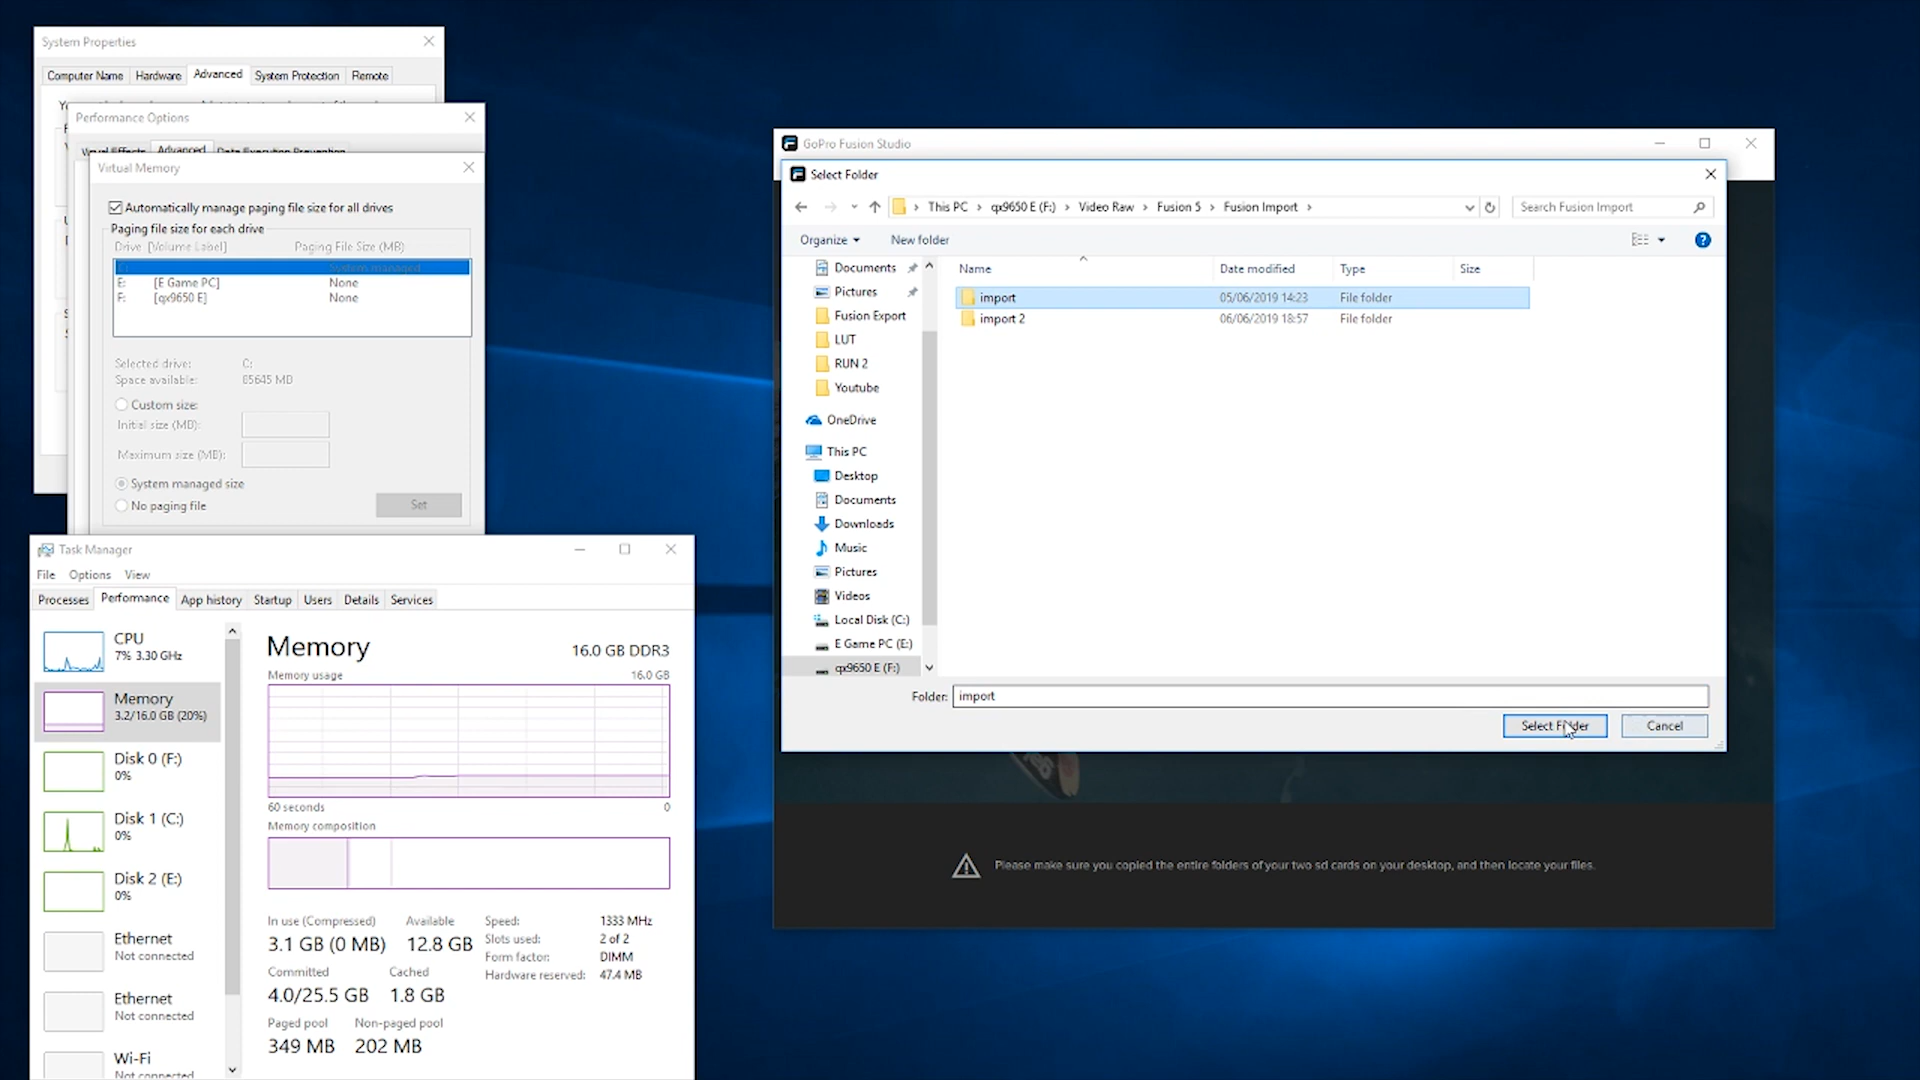 System Properties
Computer Name Hardware Advanced System Protection Remote
Performance Options
Visual Effects Advanced Data Execution Prevention
Virtual Memory
Automatically manage paging file size for all drives
Paging file size for each drive
Drive [Volume Label] Paging File Size (MB)
C: System managed
E: [E Game PC] None
F: [qx9650 E] None
Selected drive: C:
Space available: 85645 MB
Custom size:
Initial size (MB):
Maximum size (MB):
System managed size
No paging file
Set
Task Manager
File Options View
Processes Performance App history Startup Users Details Services
CPU
7% 3.30 GHz
Memory
3.2/16.0 GB (20%)
Disk 0 (F:)
0%
Disk 1 (C:)
0%
Disk 2 (E:)
0%
Ethernet
Not connected
Ethernet
Not connected
Wi-Fi
Not connected
Memory 16.0 GB DDR3
Memory usage 16.0 GB
60 seconds 0
Memory composition
In use (Compressed) Available
3.1 GB (0 MB) 12.8 GB
Committed Cached
4.0/25.5 GB 1.8 GB
Paged pool Non-paged pool
349 MB 202 MB
Speed: 1333 MHz
Slots used: 2 of 2
Form factor: DIMM
Hardware reserved: 47.4 MB
GoPro Fusion Studio
Select Folder
This PC › qx9650 E (F:) › Video Raw › Fusion 5 › Fusion Import ›
Search Fusion Import
Organize New folder
Documents
Pictures
Fusion Export
LUT
RUN 2
Youtube
OneDrive
This PC
Desktop
Documents
Downloads
Music
Pictures
Videos
Local Disk (C:)
E Game PC (E:)
qx9650 E (F:)
Name Date modified Type Size
import 05/06/2019 14:23 File folder
import 2 06/06/2019 18:57 File folder
Folder: import
Select Folder Cancel
Please make sure you copied the entire folders of your two sd cards on your desktop, and then locate your files.